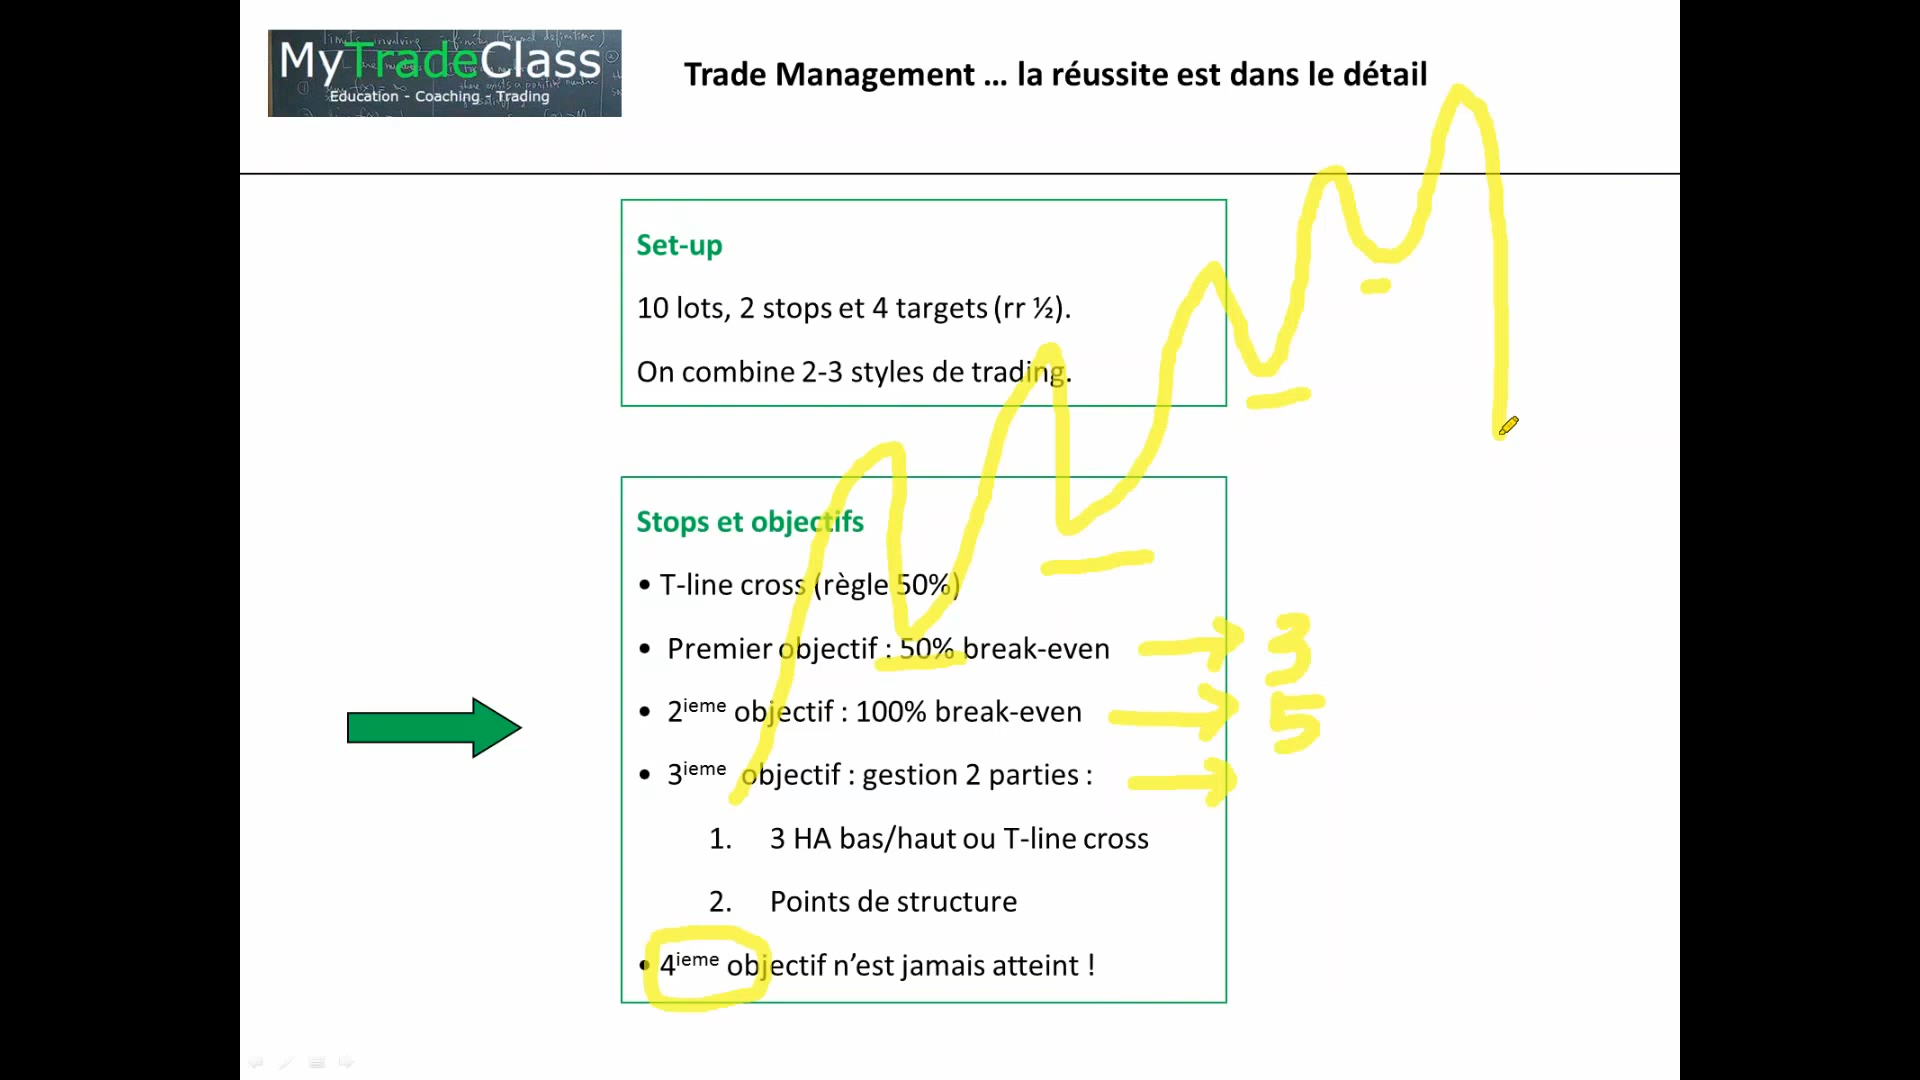 MyTradeClass
Education - Coaching - Trading
Trade Management ... la réussite est dans le détail
Set-up
10 lots, 2 stops et 4 targets (rr ½).
On combine 2-3 styles de trading.
Stops et objectifs
• T-line cross (règle 50%)
• Premier objectif : 50% break-even
3
• 2ieme objectif : 100% break-even
5
• 3ieme objectif : gestion 2 parties :
1. 3 HA bas/haut ou T-line cross
2. Points de structure
• 4ieme objectif n’est jamais atteint !